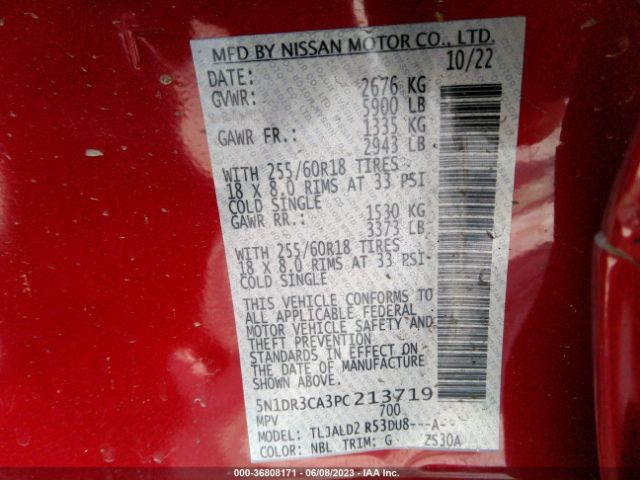 MFD BY NISSAN MOTOR CO., LTD.
DATE: 10/22
GVWR: 2676 KG
5900 LB
GAWR FR.: 1335 KG
2943 LB
WITH 255/60R18 TIRES
18 X 8.0 RIMS AT 33 PSI
COLD SINGLE
GAWR RR.: 1530 KG
3373 LB
WITH 255/60R18 TIRES
18 X 8.0 RIMS AT 33 PSI
COLD SINGLE
THIS VEHICLE CONFORMS TO
ALL APPLICABLE FEDERAL
MOTOR VEHICLE SAFETY AND
THEFT PREVENTION
STANDARDS IN EFFECT ON
THE DATE OF MANUFACTURE
SHOWN ABOVE.
5N1DR3CA3PC213719
MPV 700
MODEL: TLJALD2 R53DU8---A--
COLOR: NBL TRIM: G ZS30A
000-36808171 - 06/08/2023 - IAAI.COM